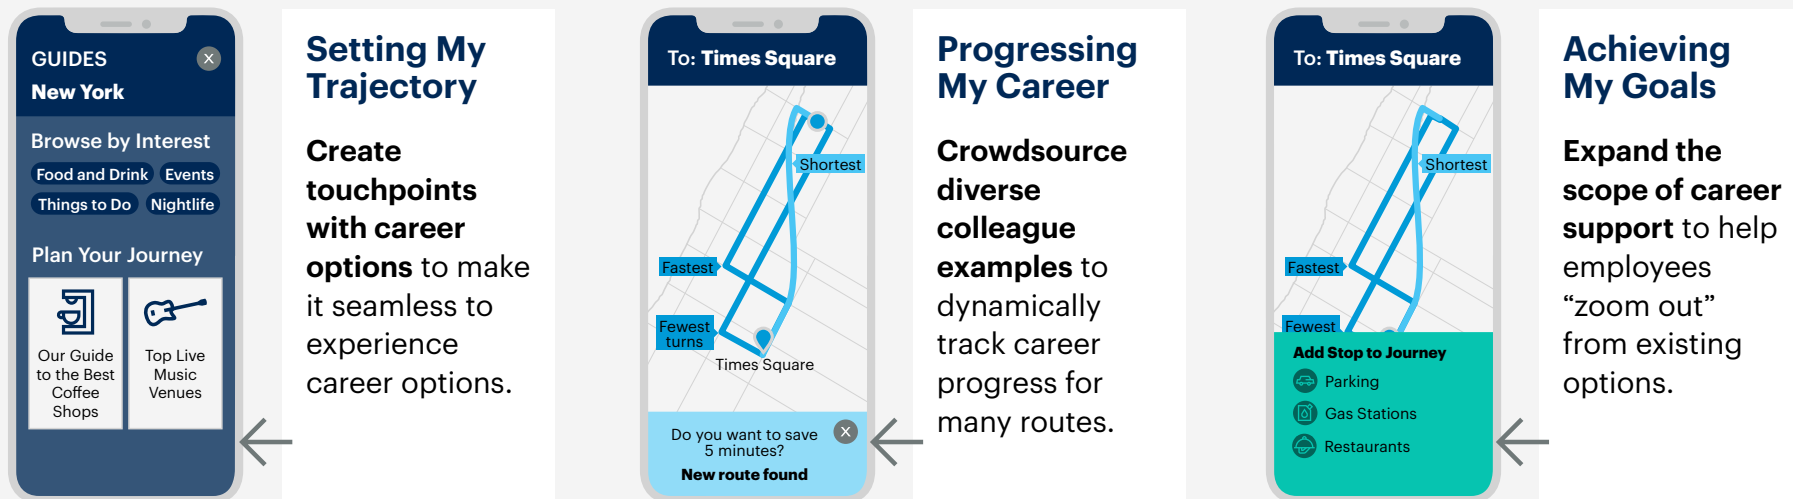 GUIDES
X
New York
Browse by Interest
Food and Drink
Events
Things to Do
Nightlife
Plan Your Journey
Our Guide
to the Best
Coffee
Shops
Top Live
Music
Venues
Setting My
Trajectory
Create
touchpoints
with career
options to make
it seamless to
experience
career options.
To: Times Square
Shortest
Fastest
Fewest
turns
Times Square
Do you want to save
5 minutes?
X
New route found
Progressing
My Career
Crowdsource
diverse
colleague
examples to
dynamically
track career
progress for
many routes.
To: Times Square
Shortest
Fastest
Fewest
Add Stop to Journey
Parking
Gas Stations
Restaurants
Achieving
My Goals
Expand the
scope of career
support to help
employees
“zoom out”
from existing
options.